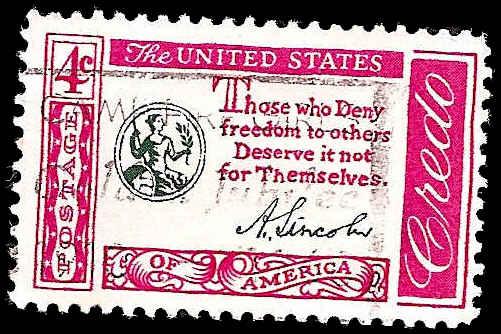 4c
The UNITED STATES
POSTAGE
Those who Deny
freedom to others
Deserve it not
for Themselves.
A. Lincoln
OF AMERICA
Credo